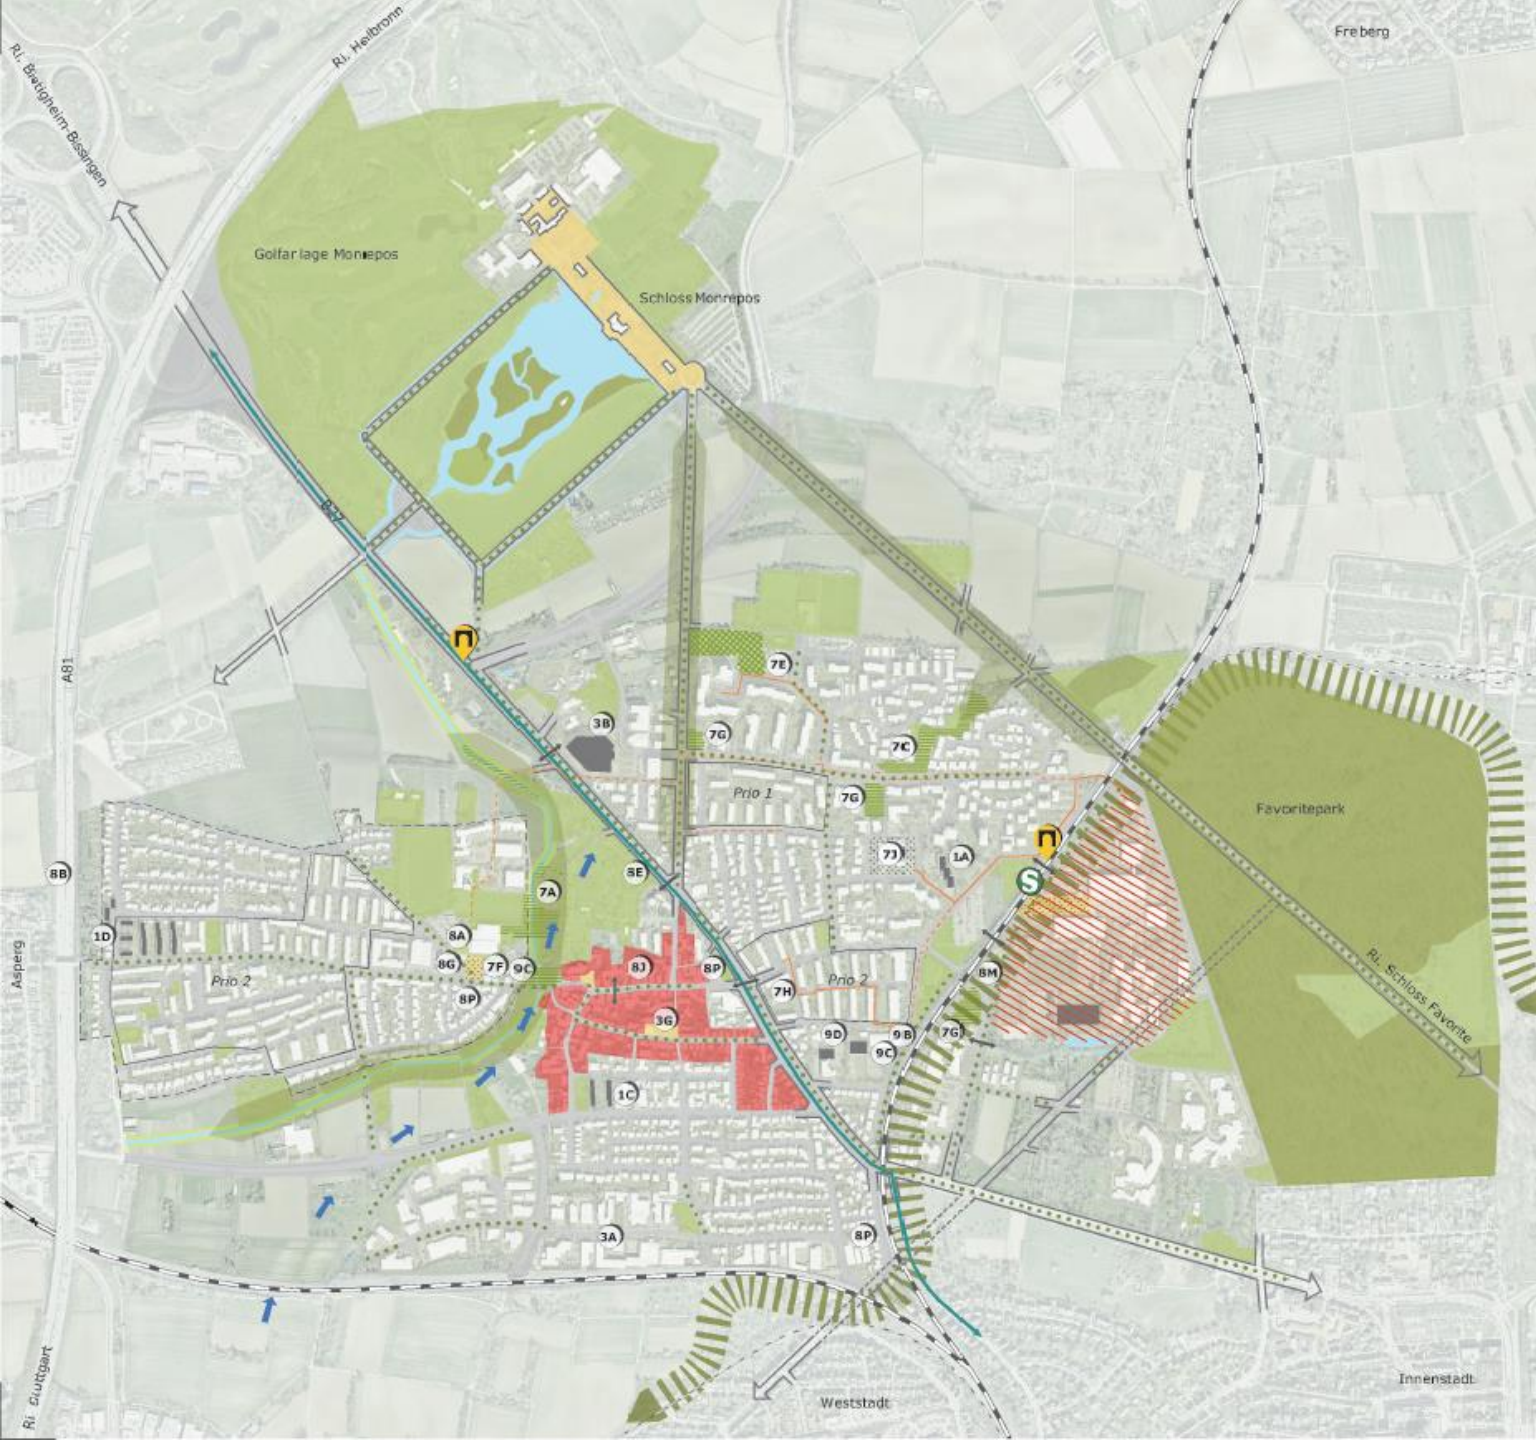 Freberg
Ri. Heilbronn
Ri. Bietigheim-Bissingen
Golfanlage Monrepos
Schloss Monrepos
B27
A81
7E
3B
7G
7C
Prio 1
7G
Favoritepark
7J
1A
8B
8E
S
7A
1D
8A
8G
7F
9C
8J
8P
Prio 2
8P
7H
Prio 2
8M
Asperg
Ri. Schloss Favorite
3G
9D
9B
7G
9C
1C
3A
8P
Ri. Stuttgart
Weststadt
Innenstadt